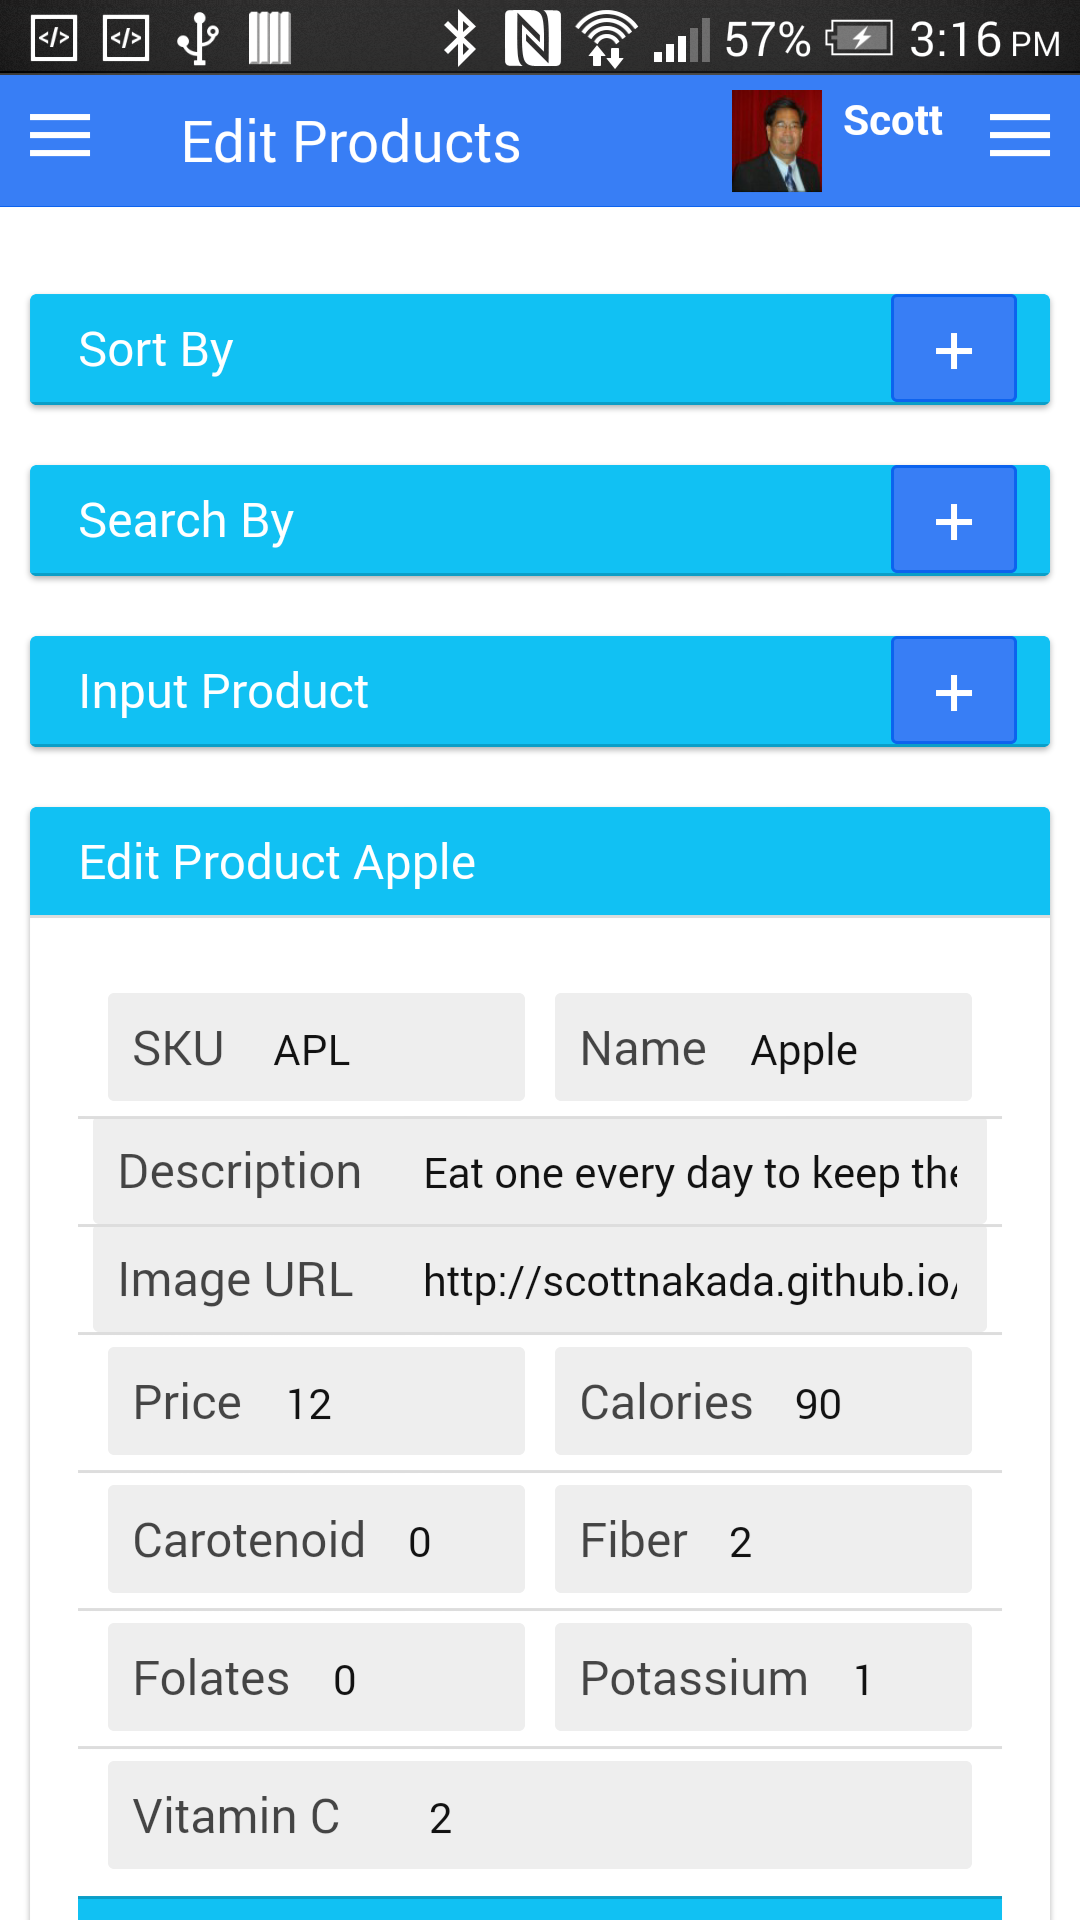 57% 3:16 PM
Edit Products Scott
Sort By +
Search By +
Input Product +
Edit Product Apple
SKU APL Name Apple
Description Eat one every day to keep the
Image URL http://scottnakada.github.io/
Price 12 Calories 90
Carotenoid 0 Fiber 2
Folates 0 Potassium 1
Vitamin C 2